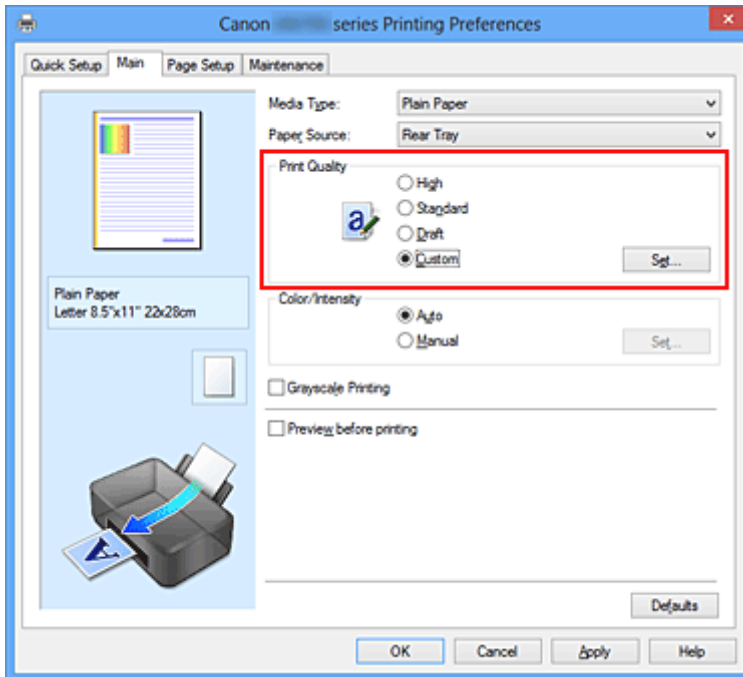 Canon series Printing Preferences
Quick Setup Main Page Setup Maintenance
Media Type: Plain Paper
Paper Source: Rear Tray
Print Quality
High
a
Standard
Draft
Custom Set...
Plain Paper
Letter 8.5"x11" 22x28cm
Color/Intensity
Auto
Manual Set...
Grayscale Printing
Preview before printing
A
Defaults
OK Cancel Apply Help